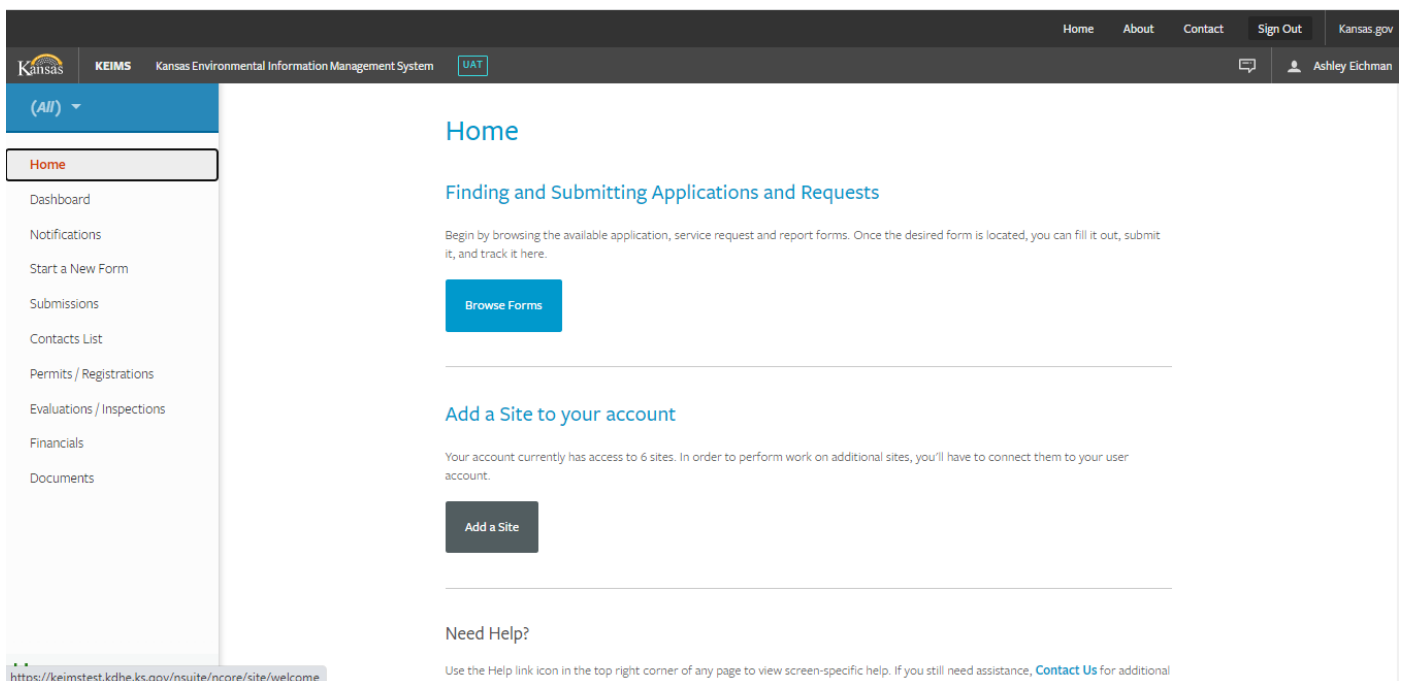 Home About Contact Sign Out Kansas.gov
Kansas KEIMS Kansas Environmental Information Management System UAT Ashley Eichman
(All)
Home
Dashboard
Notifications
Start a New Form
Submissions
Contacts List
Permits / Registrations
Evaluations / Inspections
Financials
Documents
Home
Finding and Submitting Applications and Requests
Begin by browsing the available application, service request and report forms. Once the desired form is located, you can fill it out, submit
it, and track it here.
Browse Forms
Add a Site to your account
Your account currently has access to 6 sites. In order to perform work on additional sites, you'll have to connect them to your user
account.
Add a Site
Need Help?
Use the Help link icon in the top right corner of any page to view screen-specific help. If you still need assistance, Contact Us for additional
https://keimstest.kdhe.ks.gov/nsuite/ncore/site/welcome